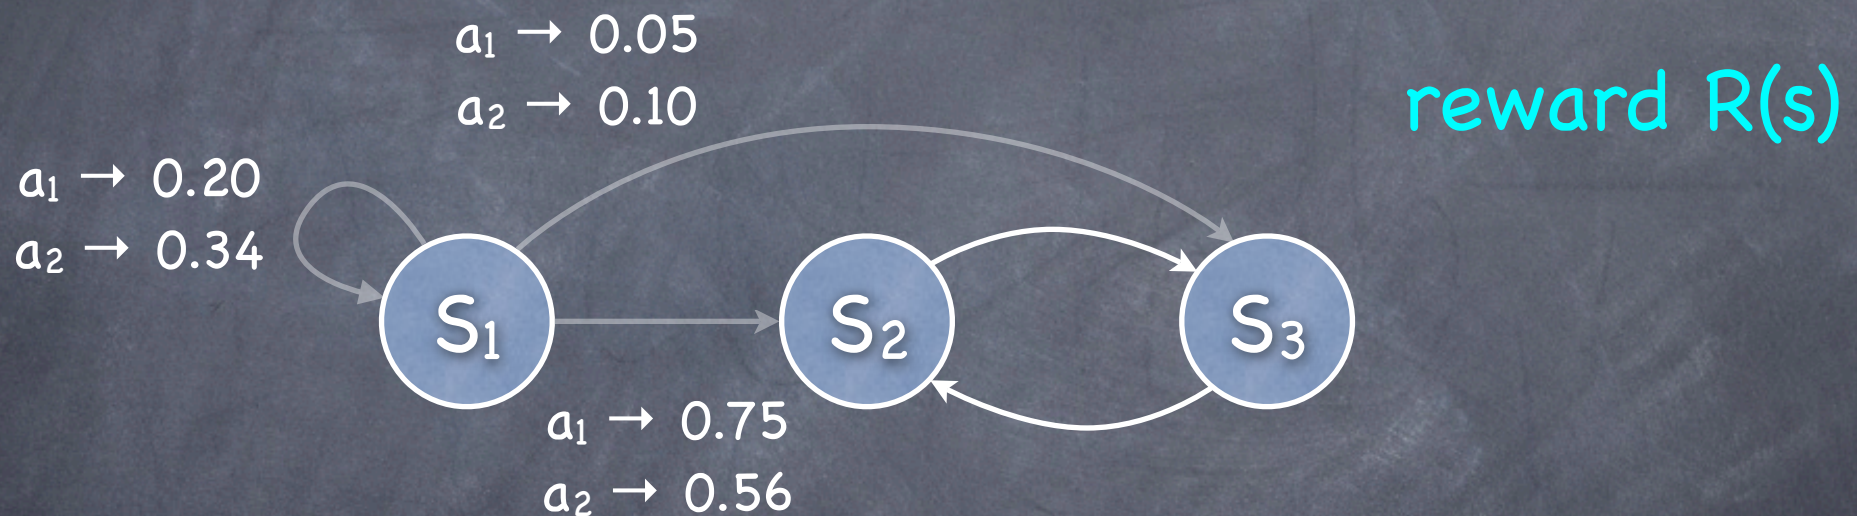 a₁ → 0.05
a₂ → 0.10
reward R(s)
a₁ → 0.20
a₂ → 0.34
S₁
S₂
S₃
a₁ → 0.75
a₂ → 0.56